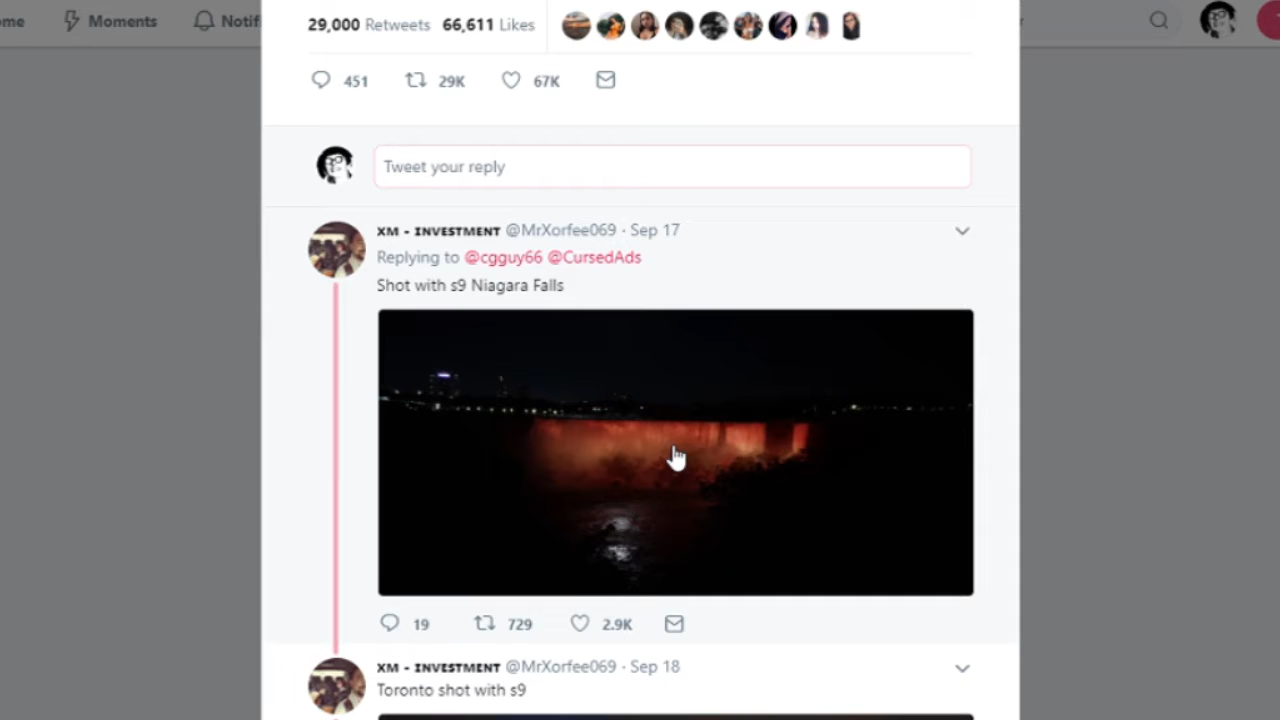 ome Moments Notifi
29,000 Retweets 66,611 Likes
451 29K 67K
Tweet your reply
XM - INVESTMENT @MrXorfee069 · Sep 17
Replying to @cgguy66 @CursedAds
Shot with s9 Niagara Falls
19 729 2.9K
XM - INVESTMENT @MrXorfee069 · Sep 18
Toronto shot with s9